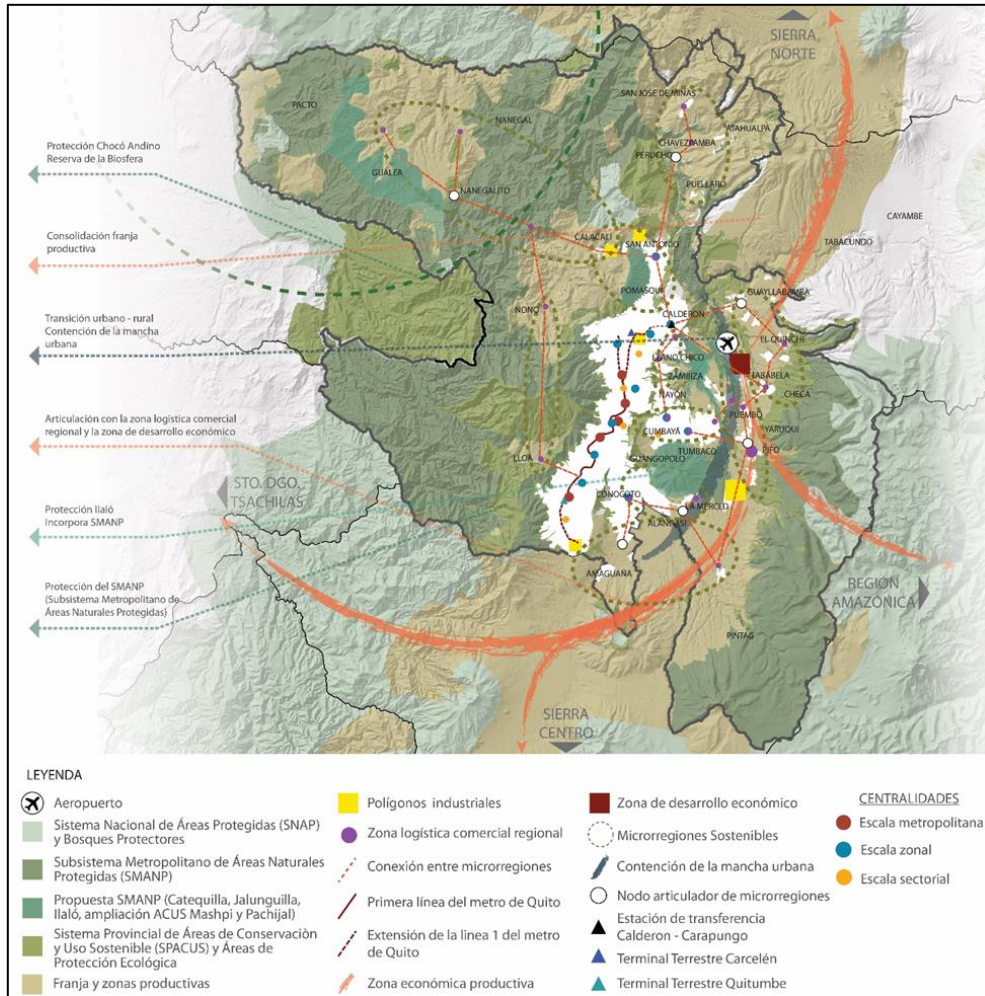 SIERRA
NORTE
PACTO
NANEGAL
SAN JOSE DE MINAS
ATAHUALPA
CHAVEZPAMBA
PERUCHO
Protección Chocó Andino
Reserva de la Biosfera
GUALEA
NANEGALITO
PUELLARO
CAYAMBE
Consolidación franja
productiva
CALACALI
SAN ANTONIO
TABACUNDO
POMASQUI
GUAYLLABAMBA
NONO
Transición urbano - rural
Contención de la mancha
urbana
CALDERON
EL QUINCHE
LLANO CHICO
ZAMBIZA
TABABELA
CHECA
NAYON
PUEMBO
YARUQUI
Articulación con la zona logística comercial
regional y la zona de desarrollo económico
CUMBAYÁ
TUMBACO
PIFO
LLOA
GUANGOPOLO
STO. DGO.
TSACHILAS
CONOCOTO
LA MERCED
Protección Ilaló
Incorpora SMANP
ALANGASI
AMAGUAÑA
Protección del SMANP
(Subsistema Metropolitano de
Áreas Naturales Protegidas)
REGIÓN
AMAZÓNICA
PINTAG
SIERRA
CENTRO
LEYENDA
Aeropuerto
Sistema Nacional de Áreas Protegidas (SNAP)
y Bosques Protectores
Subsistema Metropolitano de Áreas Naturales
Protegidas (SMANP)
Propuesta SMANP (Catequilla, Jalunguilla,
Ilaló, ampliación ACUS Mashpi y Pachijal)
Sistema Provincial de Áreas de Conservaciòn
y Uso Sostenible (SPACUS) y Áreas de
Protección Ecológica
Franja y zonas productivas
Polígonos industriales
Zona logística comercial regional
Conexión entre microrregiones
Primera línea del metro de Quito
Extensión de la linea 1 del metro
de Quito
Zona económica productiva
Zona de desarrollo económico
Microrregiones Sostenibles
Contención de la mancha urbana
Nodo articulador de microrregiones
Estación de transferencia
Calderon - Carapungo
Terminal Terrestre Carcelén
Terminal Terrestre Quitumbe
CENTRALIDADES
Escala metropolitana
Escala zonal
Escala sectorial